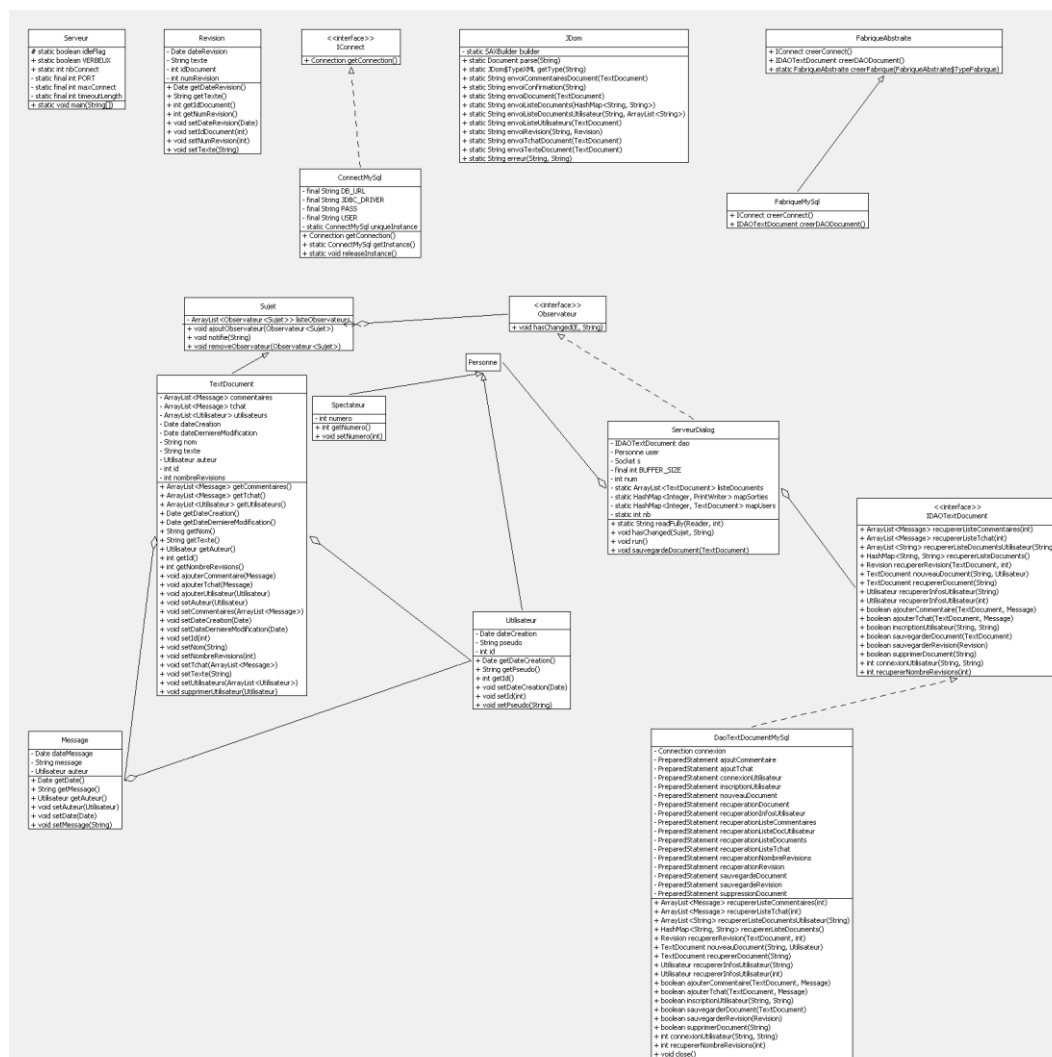 Serveur
# static boolean idleFlag
+ static boolean VERBEUX
+ static int nbConnect
- static final int PORT
- static final int maxConnect
- static final int timeoutLength
+ static void main(String[])
Revision
- Date dateRevision
- String texte
- int idDocument
- int numRevision
+ Date getDateRevision()
+ String getTexte()
+ int getIdDocument()
+ int getNumRevision()
+ void setDateRevision(Date)
+ void setIdDocument(int)
+ void setNumRevision(int)
+ void setTexte(String)
<<interface>>
IConnect
+ Connection getConnection()
JDom
- static SAXBuilder builder
+ static Document parse(String)
+ static JDom||TypeXML getType(String)
+ static String envoiCommentairesDocument(TextDocument)
+ static String envoiConfirmation(String)
+ static String envoiDocument(TextDocument)
+ static String envoiListeDocuments(HashMap<String, String>)
+ static String envoiListeDocumentsUtilisateur(String, ArrayList<String>)
+ static String envoiListeUtilisateurs(TextDocument)
+ static String envoiRevision(String, Revision)
+ static String envoiTchatDocument(TextDocument)
+ static String envoiTexteDocument(TextDocument)
+ static String erreur(String, String)
FabriqueAbstraite
+ IConnect creerConnect()
+ IDAOTextDocument creerDAODocument()
+ static FabriqueAbstraite creerFabrique(FabriqueAbstraite||TypeFabrique)
ConnectMySql
- final String DB_URL
- final String JDBC_DRIVER
- final String PASS
- final String USER
- static ConnectMySql uniqueInstance
+ Connection getConnection()
+ static ConnectMySql getInstance()
+ static void releaseInstance()
FabriqueMySql
+ IConnect creerConnect()
+ IDAOTextDocument creerDAODocument()
Sujet
- ArrayList<Observateur<Sujet>> listeObservateurs
+ void ajoutObservateur(Observateur<Sujet>)
+ void notifie(String)
+ void removeObservateur(Observateur<Sujet>)
<<interface>>
Observateur
+ void hasChanged(E, String)
Personne
TextDocument
- ArrayList<Message> commentaires
- ArrayList<Message> tchat
- ArrayList<Utilisateur> utilisateurs
- Date dateCreation
- Date dateDerniereModification
- String nom
- String texte
- Utilisateur auteur
- int id
- int nombreRevisions
+ ArrayList<Message> getCommentaires()
+ ArrayList<Message> getTchat()
+ ArrayList<Utilisateur> getUtilisateurs()
+ Date getDateCreation()
+ Date getDateDerniereModification()
+ String getNom()
+ String getTexte()
+ Utilisateur getAuteur()
+ int getId()
+ int getNombreRevisions()
+ void ajouterCommentaire(Message)
+ void ajouterTchat(Message)
+ void ajouterUtilisateur(Utilisateur)
+ void setAuteur(Utilisateur)
+ void setCommentaires(ArrayList<Message>)
+ void setDateCreation(Date)
+ void setDateDerniereModification(Date)
+ void setId(int)
+ void setNom(String)
+ void setNombreRevisions(int)
+ void setTchat(ArrayList<Message>)
+ void setTexte(String)
+ void setUtilisateurs(ArrayList<Utilisateur>)
+ void supprimerUtilisateur(Utilisateur)
Spectateur
- int numero
+ int getNumero()
+ void setNumero(int)
ServeurDialog
- IDAOTextDocument dao
- Personne user
- Socket s
- final int BUFFER_SIZE
- int num
- static ArrayList<TextDocument> listeDocuments
- static HashMap<Integer, PrintWriter> mapSorties
- static HashMap<Integer, TextDocument> mapUsers
- static int nb
+ static String readFully(Reader, int)
+ void hasChanged(Sujet, String)
+ void run()
+ void sauvegardeDocument(TextDocument)
<<interface>>
IDAOTextDocument
+ ArrayList<Message> recupererListeCommentaires(int)
+ ArrayList<Message> recupererListeTchat(int)
+ ArrayList<String> recupererListeDocumentsUtilisateur(String)
+ HashMap<String, String> recupererListeDocuments()
+ Revision recupererRevision(TextDocument, int)
+ TextDocument nouveauDocument(String, Utilisateur)
+ TextDocument recupererDocument(String)
+ Utilisateur recupererInfosUtilisateur(String)
+ Utilisateur recupererInfosUtilisateur(int)
+ boolean ajouterCommentaire(TextDocument, Message)
+ boolean ajouterTchat(TextDocument, Message)
+ boolean inscriptionUtilisateur(String, String)
+ boolean sauvegarderDocument(TextDocument)
+ boolean sauvegarderRevision(Revision)
+ boolean supprimerDocument(String)
+ int connexionUtilisateur(String, String)
+ int recupererNombreRevisions(int)
Utilisateur
- Date dateCreation
- String pseudo
- int id
+ Date getDateCreation()
+ String getPseudo()
+ int getId()
+ void setDateCreation(Date)
+ void setId(int)
+ void setPseudo(String)
Message
- Date dateMessage
- String message
- Utilisateur auteur
+ Date getDate()
+ String getMessage()
+ Utilisateur getAuteur()
+ void setAuteur(Utilisateur)
+ void setDate(Date)
+ void setMessage(String)
DaoTextDocumentMySql
- Connection connexion
- PreparedStatement ajoutCommentaire
- PreparedStatement ajoutTchat
- PreparedStatement connexionUtilisateur
- PreparedStatement inscriptionUtilisateur
- PreparedStatement nouveauDocument
- PreparedStatement recuperationDocument
- PreparedStatement recuperationInfosUtilisateur
- PreparedStatement recuperationListeCommentaires
- PreparedStatement recuperationListeDocUtilisateur
- PreparedStatement recuperationListeDocuments
- PreparedStatement recuperationListeTchat
- PreparedStatement recuperationNombreRevisions
- PreparedStatement recuperationRevision
- PreparedStatement sauvegardeDocument
- PreparedStatement sauvegardeRevision
- PreparedStatement suppressionDocument
+ ArrayList<Message> recupererListeCommentaires(int)
+ ArrayList<Message> recupererListeTchat(int)
+ ArrayList<String> recupererListeDocumentsUtilisateur(String)
+ HashMap<String, String> recupererListeDocuments()
+ Revision recupererRevision(TextDocument, int)
+ TextDocument nouveauDocument(String, Utilisateur)
+ TextDocument recupererDocument(String)
+ Utilisateur recupererInfosUtilisateur(String)
+ Utilisateur recupererInfosUtilisateur(int)
+ boolean ajouterCommentaire(TextDocument, Message)
+ boolean ajouterTchat(TextDocument, Message)
+ boolean inscriptionUtilisateur(String, String)
+ boolean sauvegarderDocument(TextDocument)
+ boolean sauvegarderRevision(Revision)
+ boolean supprimerDocument(String)
+ int connexionUtilisateur(String, String)
+ int recupererNombreRevisions(int)
+ void close()